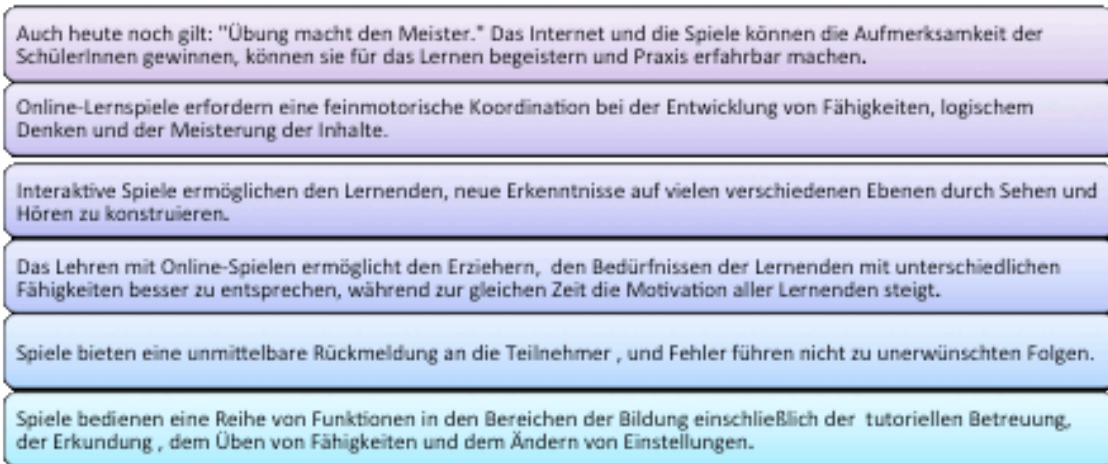 Auch heute noch gilt: "Übung macht den Meister." Das Internet und die Spiele können die Aufmerksamkeit der
SchülerInnen gewinnen, können sie für das Lernen begeistern und Praxis erfahrbar machen.
Online-Lernspiele erfordern eine feinmotorische Koordination bei der Entwicklung von Fähigkeiten, logischem
Denken und der Meisterung der Inhalte.
Interaktive Spiele ermöglichen den Lernenden, neue Erkenntnisse auf vielen verschiedenen Ebenen durch Sehen und
Hören zu konstruieren.
Das Lehren mit Online-Spielen ermöglicht den Erziehern, den Bedürfnissen der Lernenden mit unterschiedlichen
Fähigkeiten besser zu entsprechen, während zur gleichen Zeit die Motivation aller Lernenden steigt.
Spiele bieten eine unmittelbare Rückmeldung an die Teilnehmer , und Fehler führen nicht zu unerwünschten Folgen.
Spiele bedienen eine Reihe von Funktionen in den Bereichen der Bildung einschließlich der tutoriellen Betreuung,
der Erkundung , dem Üben von Fähigkeiten und dem Ändern von Einstellungen.